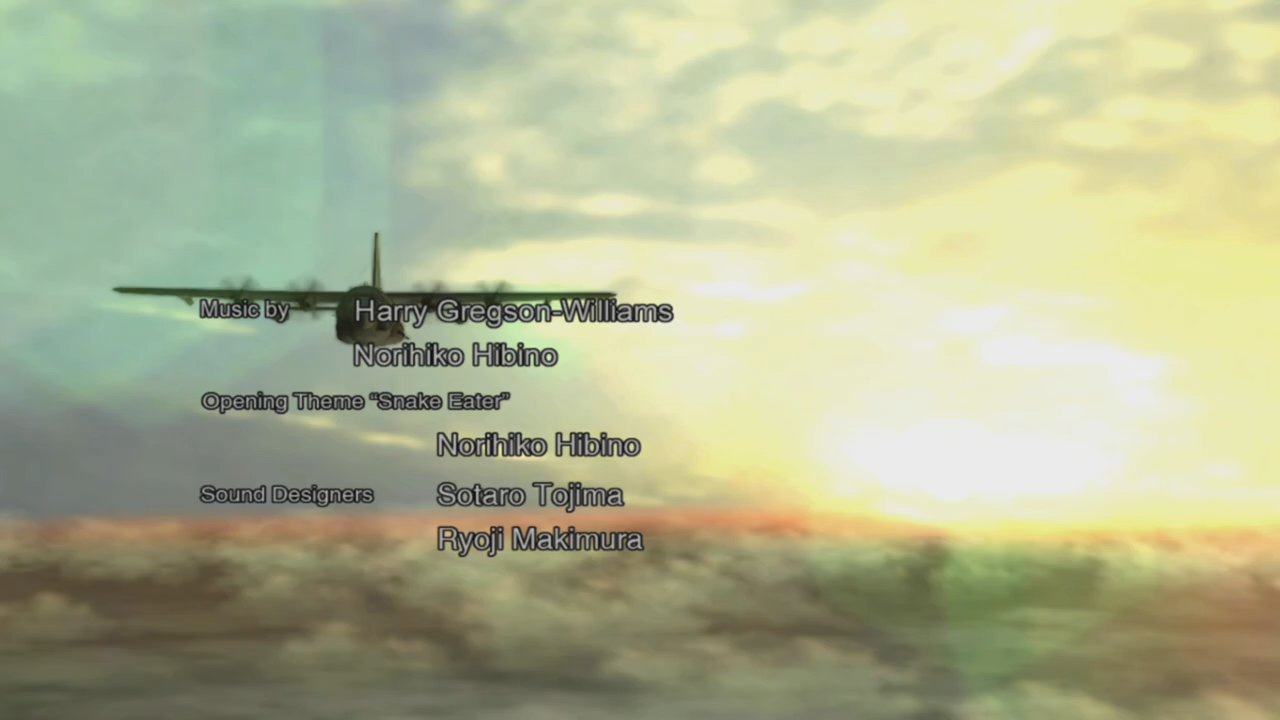 Music by Harry Gregson-Williams
Norihiko Hibino
Opening Theme “Snake Eater”
Norihiko Hibino
Sound Designers Sotaro Tojima
Ryoji Makimura